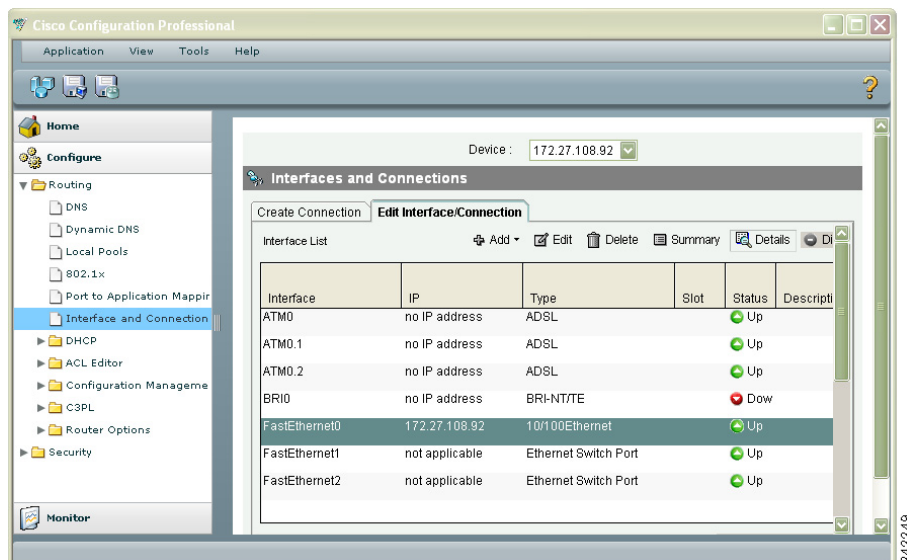 Cisco Configuration Professional
Application View Tools Help
Home
Configure
Routing
DNS
Dynamic DNS
Local Pools
802.1x
Port to Application Mappir
Interface and Connection
DHCP
ACL Editor
Configuration Manageme
C3PL
Router Options
Security
Monitor
Device : 172.27.108.92
Interfaces and Connections
Create Connection Edit Interface/Connection
Interface List Add Edit Delete Summary Details Di
Interface IP Type Slot Status Descripti
ATM0 no IP address ADSL Up
ATM0.1 no IP address ADSL Up
ATM0.2 no IP address ADSL Up
BRI0 no IP address BRI-NT/TE Dow
FastEthernet0 172.27.108.92 10/100Ethernet Up
FastEthernet1 not applicable Ethernet Switch Port Up
FastEthernet2 not applicable Ethernet Switch Port Up